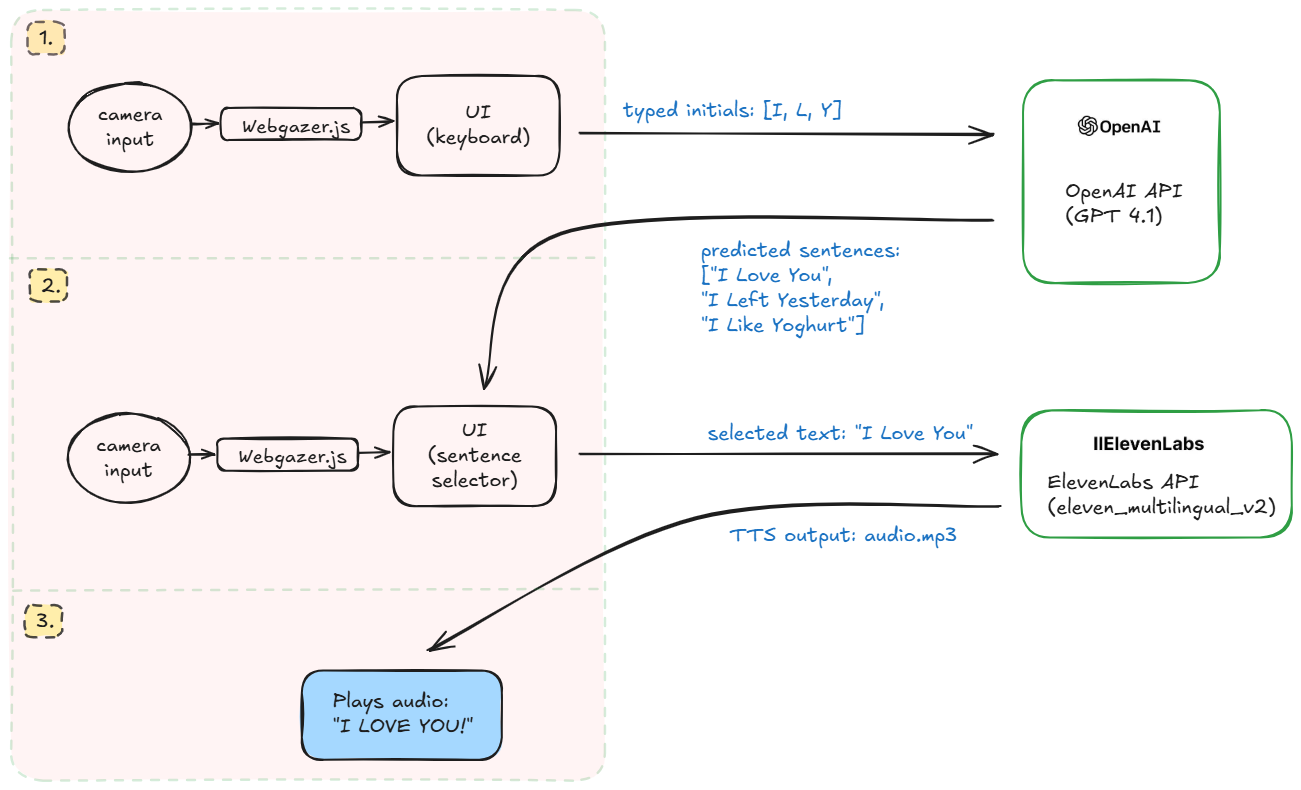 1.
camera
input
Webgazer.js
UI
(keyboard)
typed initials: [I, L, Y]
OpenAI
OpenAI API
(GPT 4.1)
predicted sentences:
["I Love You",
"I Left Yesterday",
"I Like Yoghurt"]
2.
camera
input
Webgazer.js
UI
(sentence
selector)
selected text: "I Love You"
IIElevenLabs
ElevenLabs API
(eleven_multilingual_v2)
TTS output: audio.mp3
3.
Plays audio:
"I LOVE YOU!"